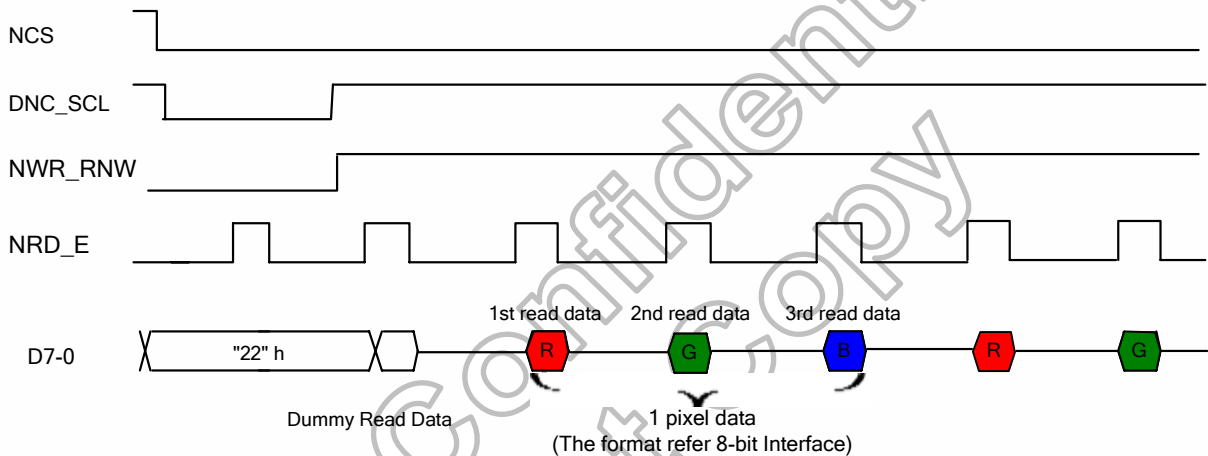 NCS
DNC_SCL
NWR_RNW
NRD_E
1st read data 2nd read data 3rd read data
D7-0 "22" h R G B R G
Dummy Read Data
1 pixel data
(The format refer 8-bit Interface)
Confident
Copy